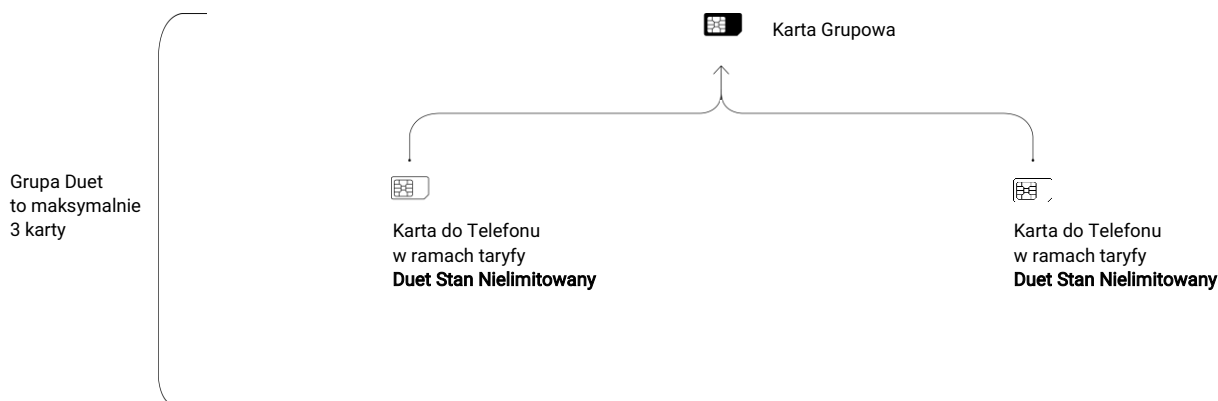 Karta Grupowa
Grupa Duet
to maksymalnie
3 karty
Karta do Telefonu
w ramach taryfy
Duet Stan Nielimitowany
Karta do Telefonu
w ramach taryfy
Duet Stan Nielimitowany